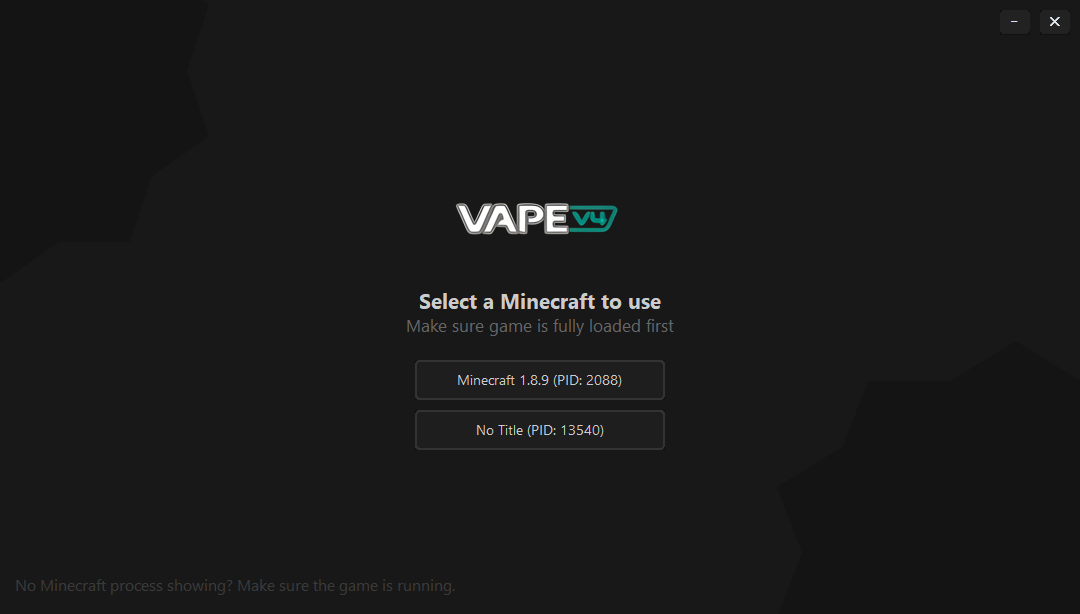 VAPE V4
Select a Minecraft to use
Make sure game is fully loaded first
Minecraft 1.8.9 (PID: 2088)
No Title (PID: 13540)
No Minecraft process showing? Make sure the game is running.